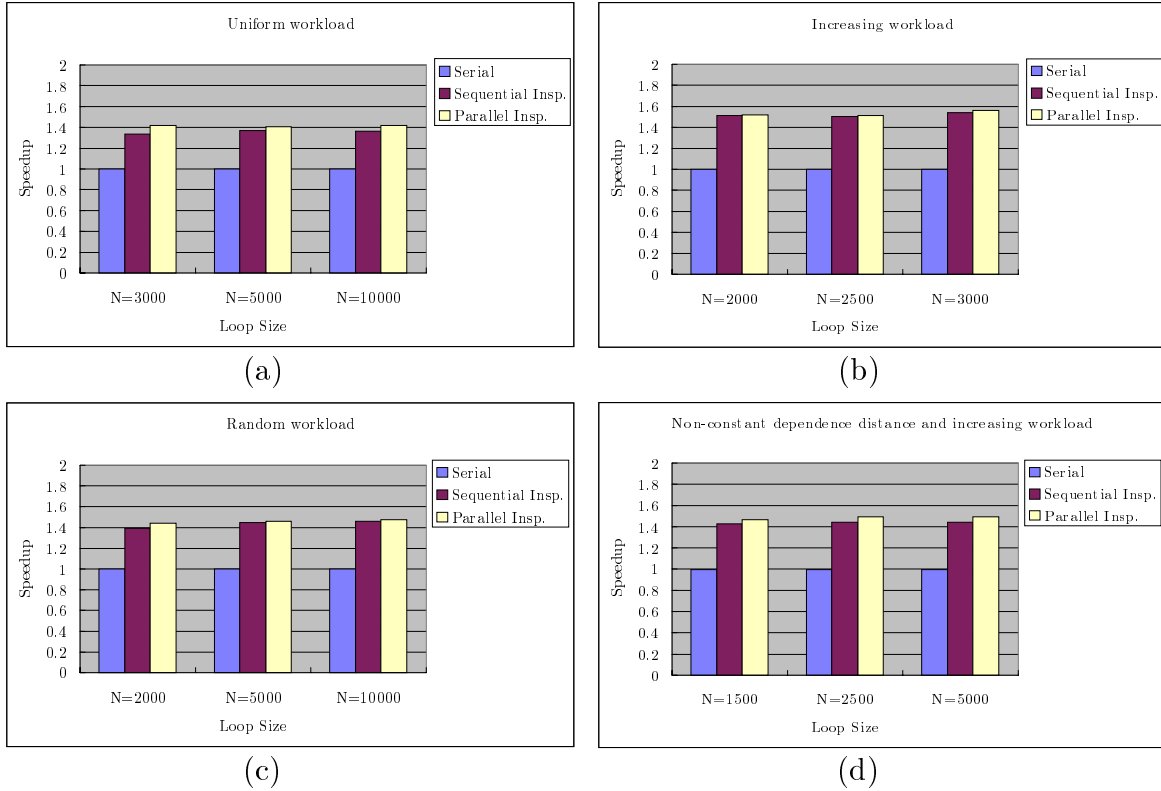 Uniform workload
2
1.8
1.6
1.4
1.2
1
0.8
0.6
0.4
0.2
0
Speedup
N=3000 N=5000 N=10000
Loop Size
Serial
Sequential Insp.
Parallel Insp.
(a)
Increasing workload
2
1.8
1.6
1.4
1.2
1
0.8
0.6
0.4
0.2
0
Speedup
N=2000 N=2500 N=3000
Loop Size
Serial
Sequential Insp.
Parallel Insp.
(b)
Random workload
2
1.8
1.6
1.4
1.2
1
0.8
0.6
0.4
0.2
0
Speedup
N=2000 N=5000 N=10000
Loop Size
Serial
Sequential Insp.
Parallel Insp.
(c)
Non-constant dependence distance and increasing workload
2
1.8
1.6
1.4
1.2
1
0.8
0.6
0.4
0.2
0
Speedup
N=1500 N=2500 N=5000
Loop Size
Serial
Sequential Insp.
Parallel Insp.
(d)